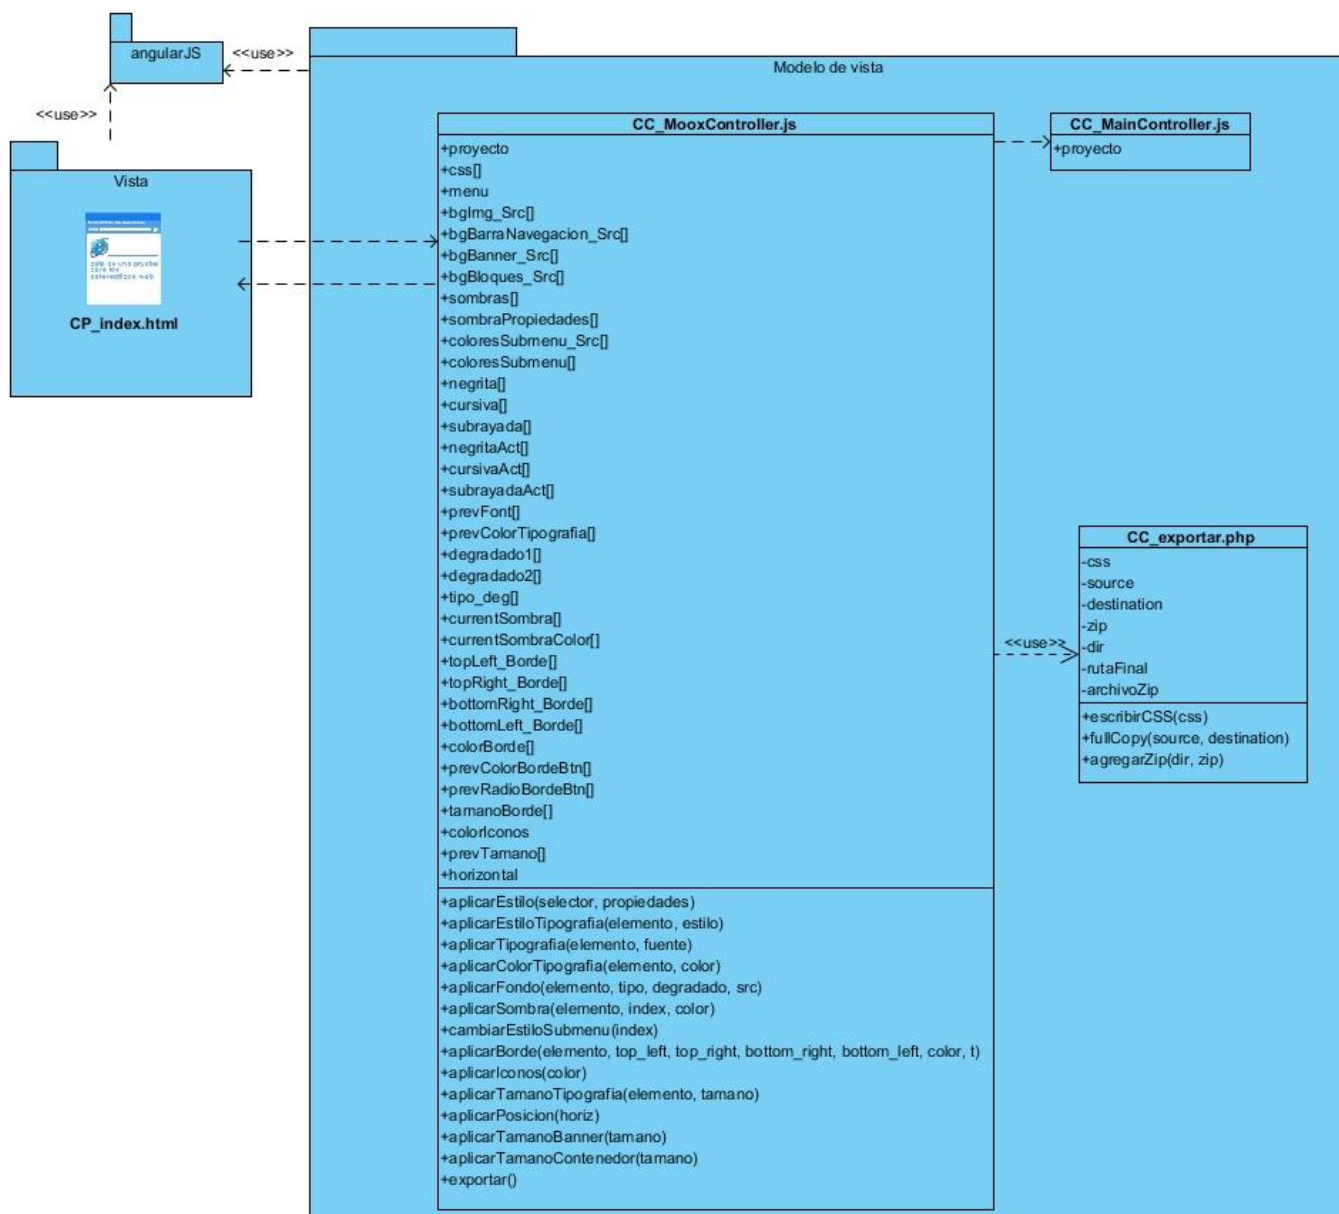 angularJS
<<use>>
<<use>>
Vista
CP_index.html
Modelo de vista
CC_MooxController.js
+proyecto
+css[]
+menu
+bgImg_Src[]
+bgBarraNavegacion_Src[]
+bgBanner_Src[]
+bgBloques_Src[]
+sombras[]
+sombraPropiedades[]
+coloresSubmenu_Src[]
+coloresSubmenu[]
+negrita[]
+cursiva[]
+subrayada[]
+negritaAct[]
+cursivaAct[]
+subrayadaAct[]
+prevFont[]
+prevColorTipografia[]
+degradado1[]
+degradado2[]
+tipo_deg[]
+currentSombra[]
+currentSombraColor[]
+topLeft_Borde[]
+topRight_Borde[]
+bottomRight_Borde[]
+bottomLeft_Borde[]
+colorBorde[]
+prevColorBordeBtn[]
+prevRadioBordeBtn[]
+tamanoBorde[]
+colorIconos
+prevTamano[]
+horizontal
+aplicarEstilo(selector, propiedades)
+aplicarEstiloTipografia(elemento, estilo)
+aplicarTipografia(elemento, fuente)
+aplicarColorTipografia(elemento, color)
+aplicarFondo(elemento, tipo, degradado, src)
+aplicarSombra(elemento, index, color)
+cambiarEstiloSubmenu(index)
+aplicarBorde(elemento, top_left, top_right, bottom_right, bottom_left, color, t)
+aplicarIconos(color)
+aplicarTamanoTipografia(elemento, tamano)
+aplicarPosicion(horiz)
+aplicarTamanoBanner(tamano)
+aplicarTamanoContenedor(tamano)
+exportar()
CC_MainController.js
+proyecto
<<use>>
CC_exportar.php
-css
-source
-destination
-zip
-dir
-rutaFinal
-archivoZip
+escribirCSS(css)
+fullCopy(source, destination)
+agregarZip(dir, zip)